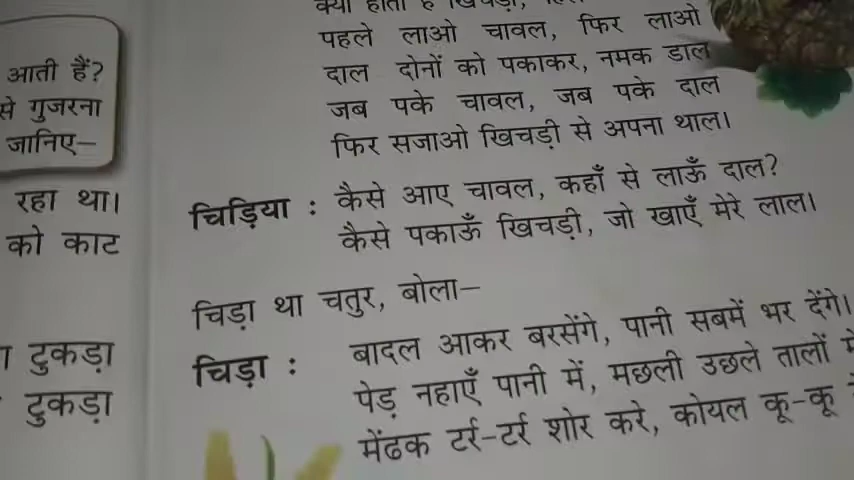 आती हैं?
से गुजरना
जानिए–
रहा था।
को काट
टुकड़ा
टुकड़ा
क्या होती है खिचड़ी,
पहले लाओ चावल, फिर लाओ
दाल दोनों को पकाकर, नमक डाल
जब पके चावल, जब पके दाल
फिर सजाओ खिचड़ी से अपना थाल।
चिड़िया : कैसे आए चावल, कहाँ से लाऊँ दाल?
कैसे पकाऊँ खिचड़ी, जो खाएँ मेरे लाल।
चिड़ा था चतुर, बोला–
चिड़ा : बादल आकर बरसेंगे, पानी सबमें भर देंगे।
पेड़ नहाएँ पानी में, मछली उछले तालों में
मेंढक टर्र-टर्र शोर करे, कोयल कू-कू